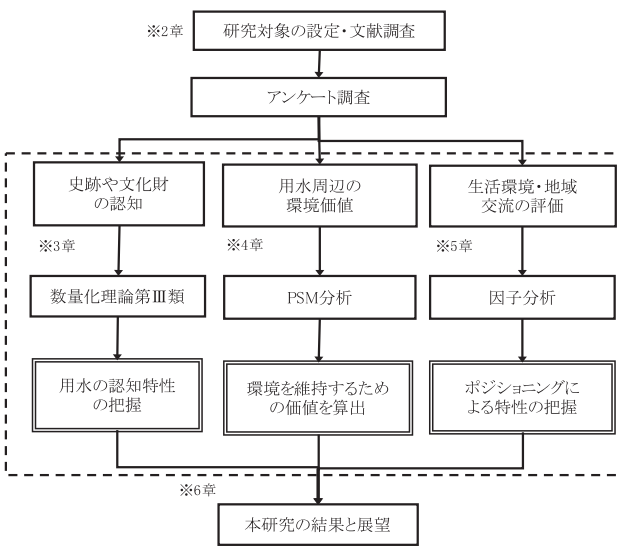 ※2章
研究対象の設定・文献調査
アンケート調査
史跡や文化財
の認知
用水周辺の
環境価値
生活環境・地域
交流の評価
※3章
※4章
※5章
数量化理論第Ⅲ類
PSM分析
因子分析
用水の認知特性
の把握
環境を維持するため
の価値を算出
ポジショニングに
よる特性の把握
※6章
本研究の結果と展望